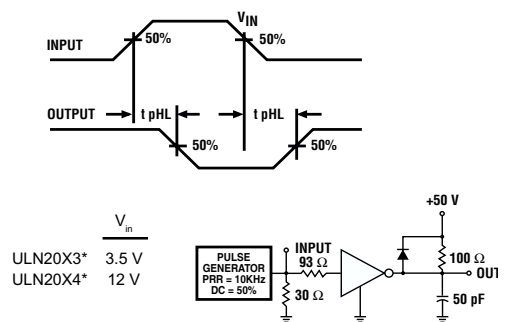 V_IN
INPUT
50%
50%
OUTPUT
t pHL
t pHL
50%
50%
V_in
ULN20X3* 3.5 V
ULN20X4* 12 V
+50 V
INPUT
93 Ω
PULSE
GENERATOR
PRR = 10KHz
DC = 50%
30 Ω
100 Ω
OUT
50 pF